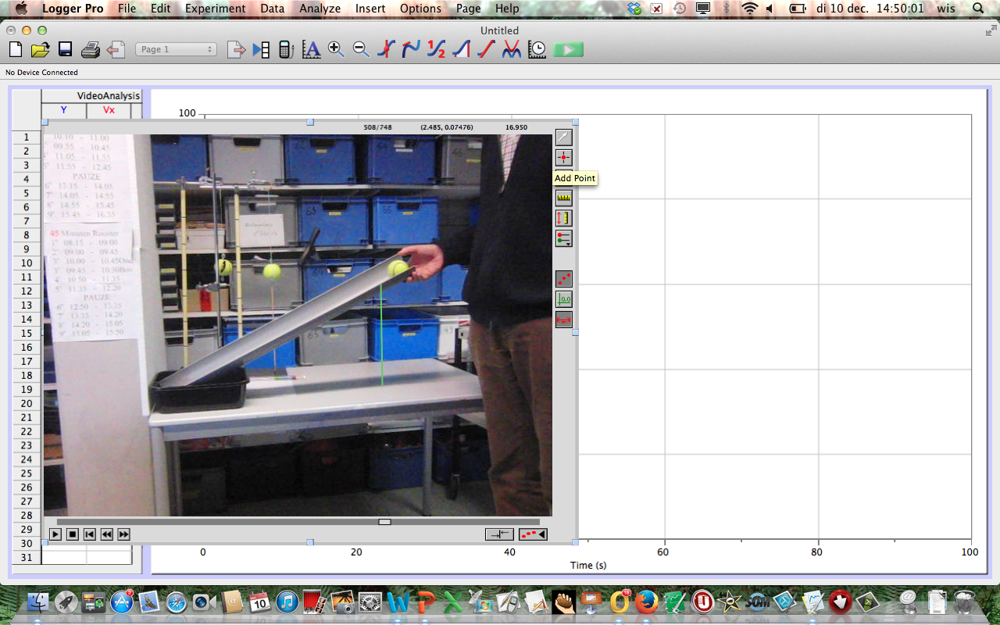 Logger Pro File Edit Experiment Data Analyze Insert Options Page Help di 10 dec. 14:50:01 wis
Untitled
Page 1
No Device Connected
VideoAnalysis
Y Vx
100
508/748 (2.485, 0.07476) 16.950
Add Point
1
2
3
4
5
6
7
8
9
10
11
12
13
14
15
16
17
18
19
20
21
22
23
24
25
26
27
28
29
30
31
10.10 - 11.00
09.55 - 10.45
11.05 - 11.55
11.55 - 12.45
PAUZE
6° 13.15 - 14.05
7° 14.05 - 14.55
8° 14.55 - 15.45
9° 15.45 - 16.35
45 Minuten Rooster
1° 08.15 - 09.00
2° 09.00 - 09.45
3° 10.00 - 10.45
4° 09.45 - 10.30
4° 10.50 - 11.35
5° 11.35 - 12.20
PAUZE
6° 12.50 - 13.35
7° 13.35 - 14.20
8° 14.20 - 15.05
9° 15.05 - 15.50
65
0 20 40 60 80 100
Time (s)
2
10
18